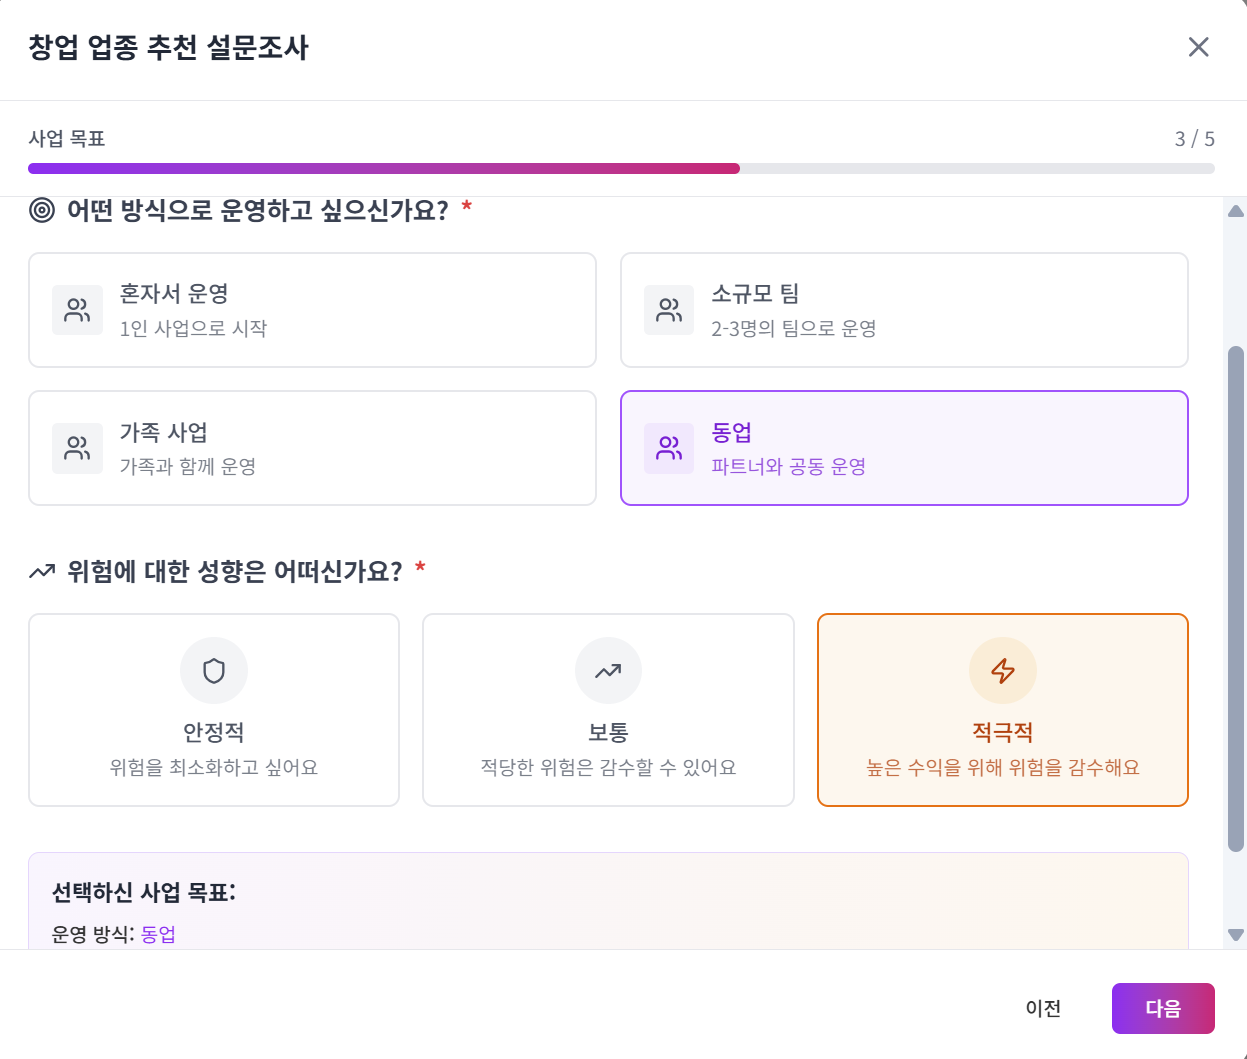 창업 업종 추천 설문조사
사업 목표
3 / 5
어떤 방식으로 운영하고 싶으신가요? *
혼자서 운영
1인 사업으로 시작
소규모 팀
2-3명의 팀으로 운영
가족 사업
가족과 함께 운영
동업
파트너와 공동 운영
위험에 대한 성향은 어떠신가요? *
안정적
위험을 최소화하고 싶어요
보통
적당한 위험은 감수할 수 있어요
적극적
높은 수익을 위해 위험을 감수해요
선택하신 사업 목표:
운영 방식: 동업
이전
다음